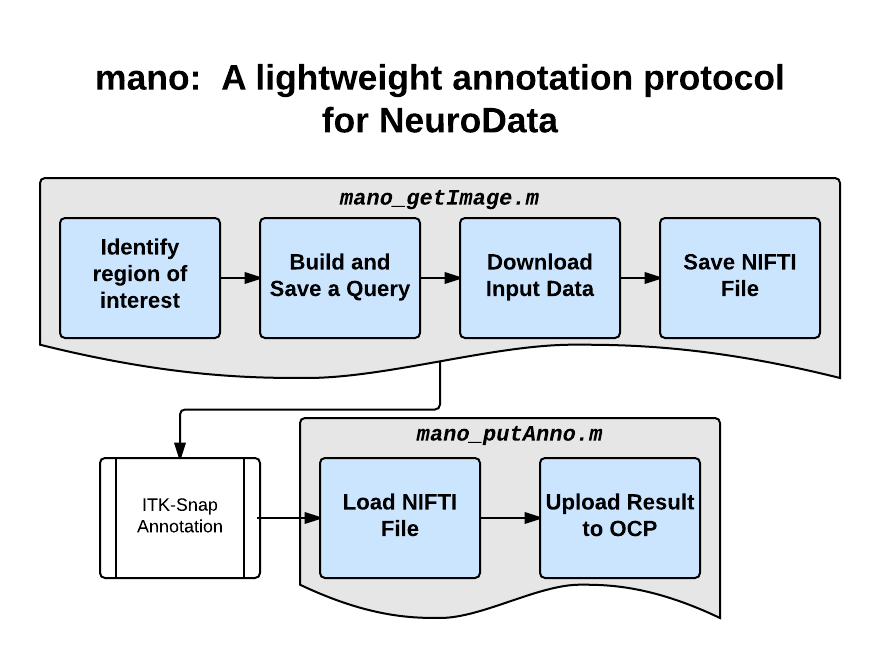 mano:  A lightweight annotation protocol
for NeuroData
mano_getImage.m
Identify
region of
interest
Build and
Save a Query
Download
Input Data
Save NIFTI
File
mano_putAnno.m
ITK-Snap
Annotation
Load NIFTI
File
Upload Result
to OCP